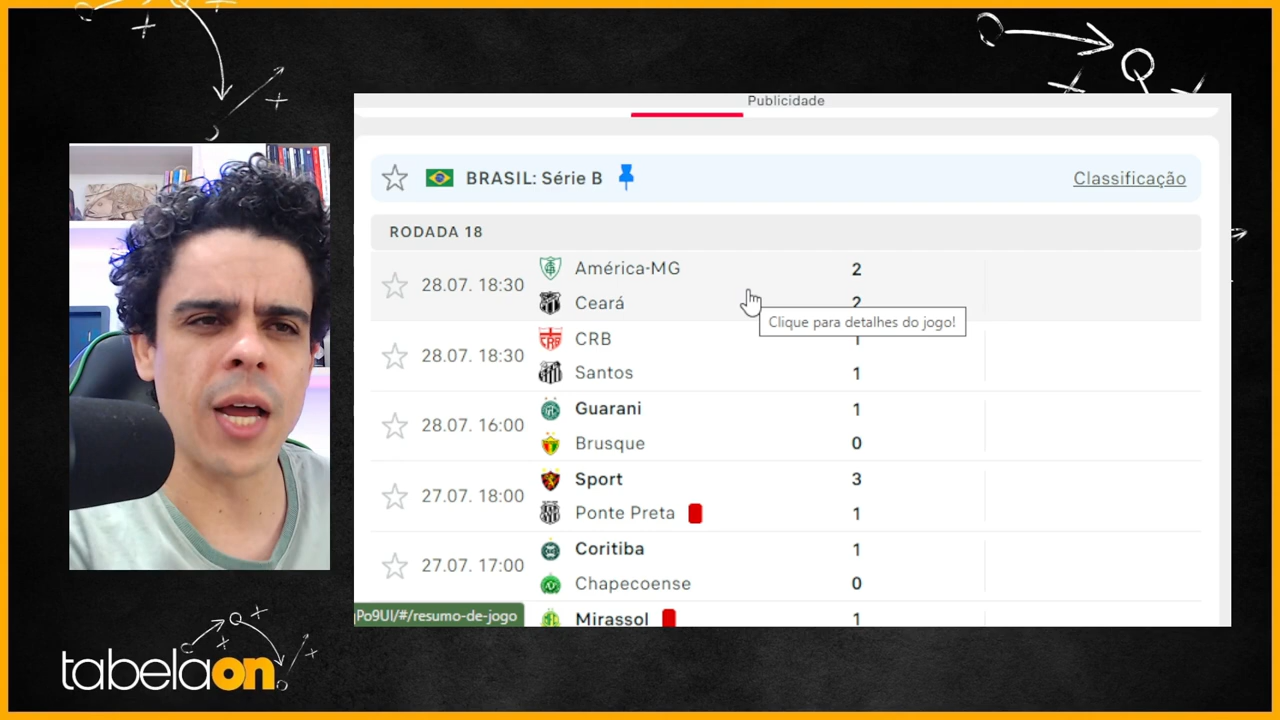 Publicidade
BRASIL: Série B
Classificação
RODADA 18
28.07. 18:30
América-MG 2
Ceará 2
Clique para detalhes do jogo!
28.07. 18:30
CRB 1
Santos 1
28.07. 16:00
Guarani 1
Brusque 0
27.07. 18:00
Sport 3
Ponte Preta 1
27.07. 17:00
Coritiba 1
Chapecoense 0
Po9UI/#/resumo-de-jogo
Mirassol 1
tabelaon